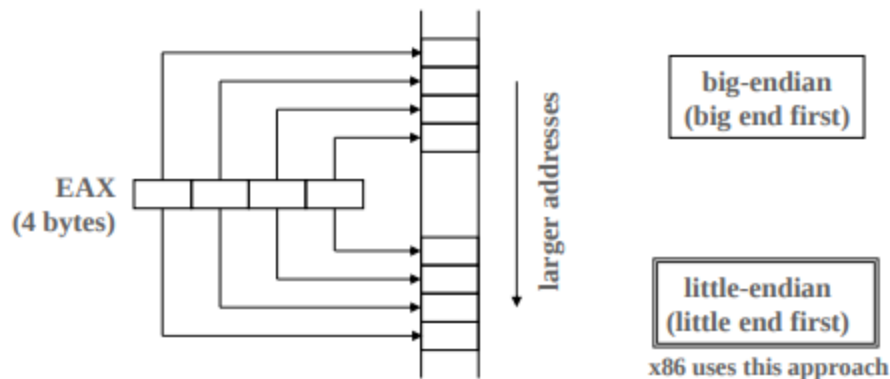 EAX
(4 bytes)
larger addresses
big-endian
(big end first)
little-endian
(little end first)
x86 uses this approach